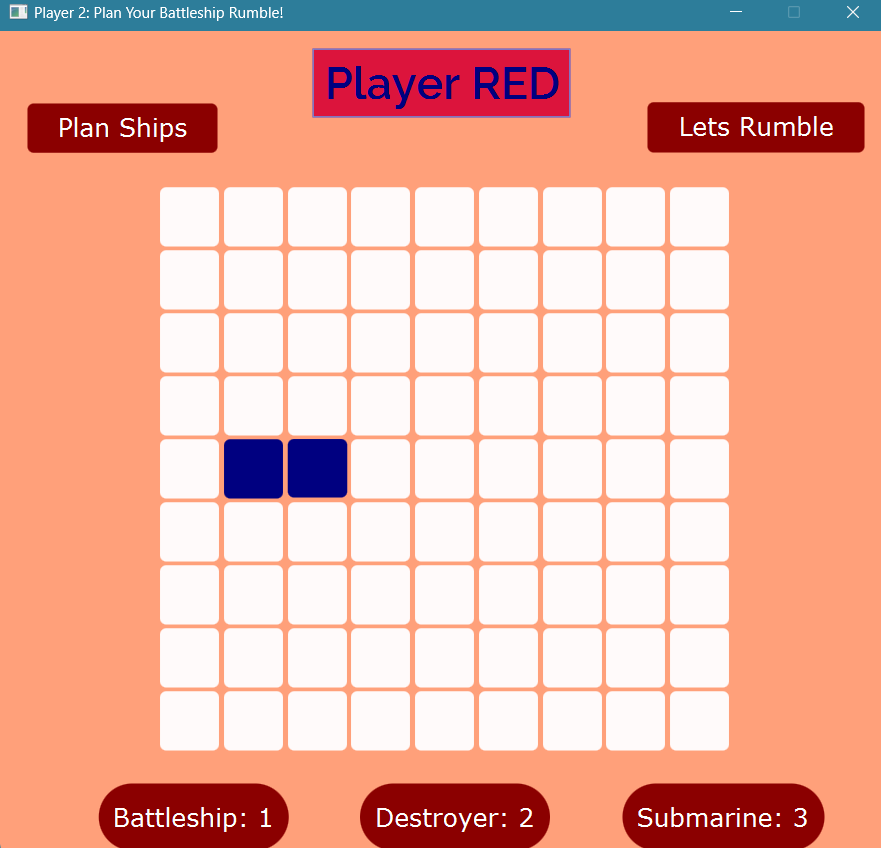 Player 2: Plan Your Battleship Rumble!
Player RED
Plan Ships
Lets Rumble
Battleship: 1
Destroyer: 2
Submarine: 3